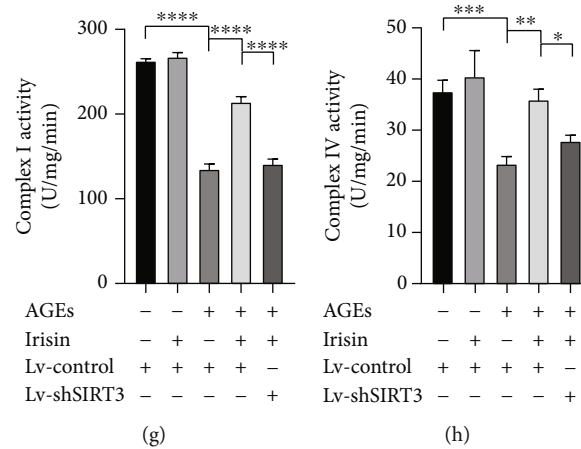 **** **** ****
300
200
100
0
Complex I activity
(U/mg/min)
AGEs − − + + +
Irisin − + − + +
Lv-control + + + + −
Lv-shSIRT3 − − − − +
(g)
*** ** *
50
40
30
20
10
0
Complex IV activity
(U/mg/min)
AGEs − − + + +
Irisin − + − + +
Lv-control + + + + −
Lv-shSIRT3 − − − − +
(h)